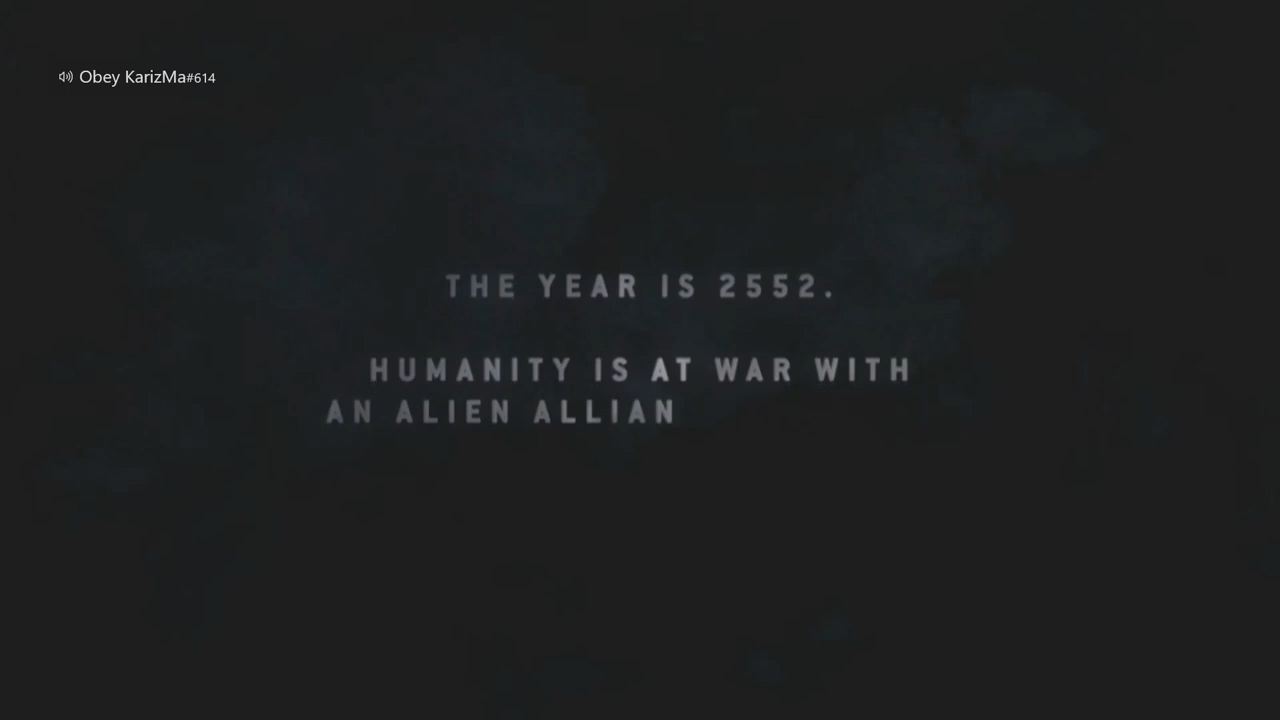 Obey KarizMa#614
THE YEAR IS 2552.
HUMANITY IS AT WAR WITH
AN ALIEN ALLIAN